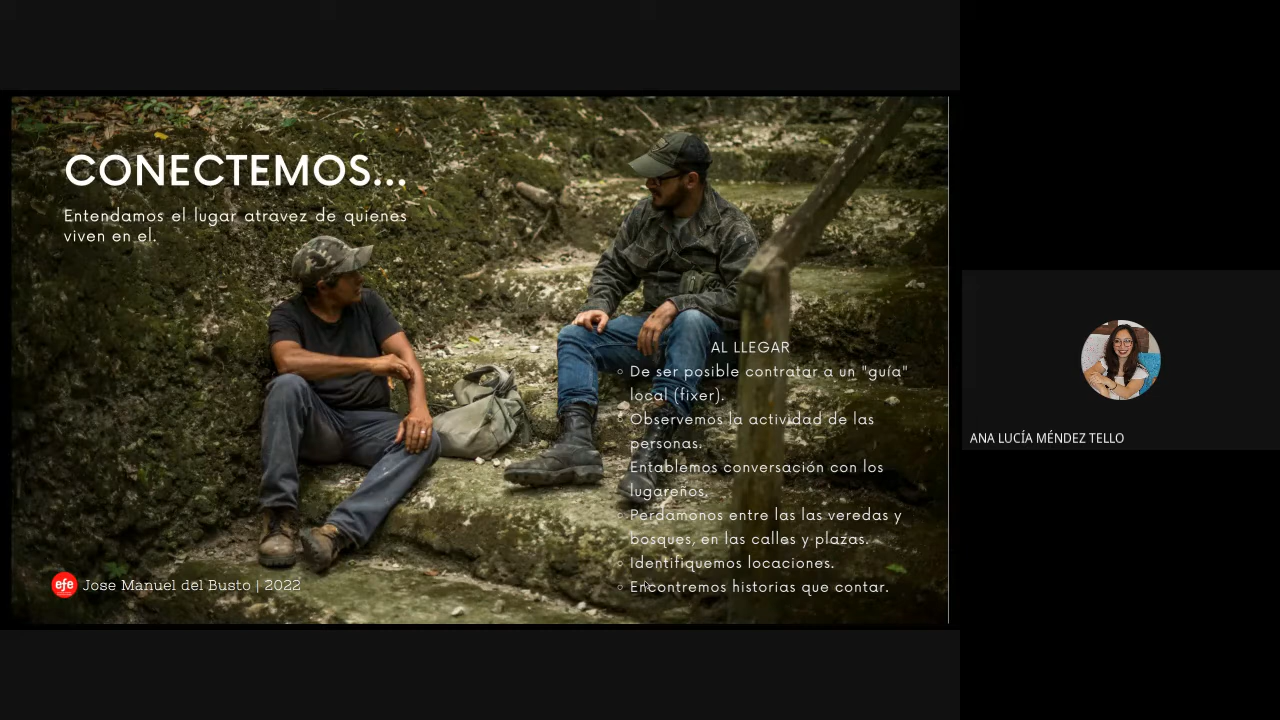 CONECTEMOS...
Entendamos el lugar atravez de quienes
viven en el.
AL LLEGAR
De ser posible contratar a un "guía"
local (fixer).
Observemos la actividad de las
personas.
Entablemos conversación con los
lugareños.
Perdamonos entre las las veredas y
bosques, en las calles y plazas.
Identifiquemos locaciones.
Encontremos historias que contar.
efe
Jose Manuel del Busto | 2022
ANA LUCÍA MÉNDEZ TELLO